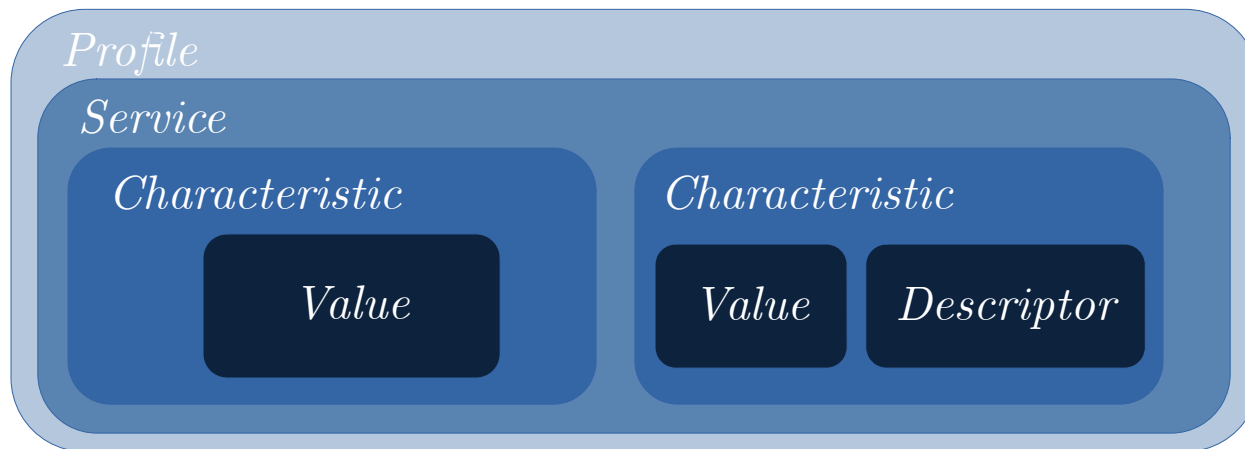 Profile
Service
Characteristic
Characteristic
Value
Value
Descriptor